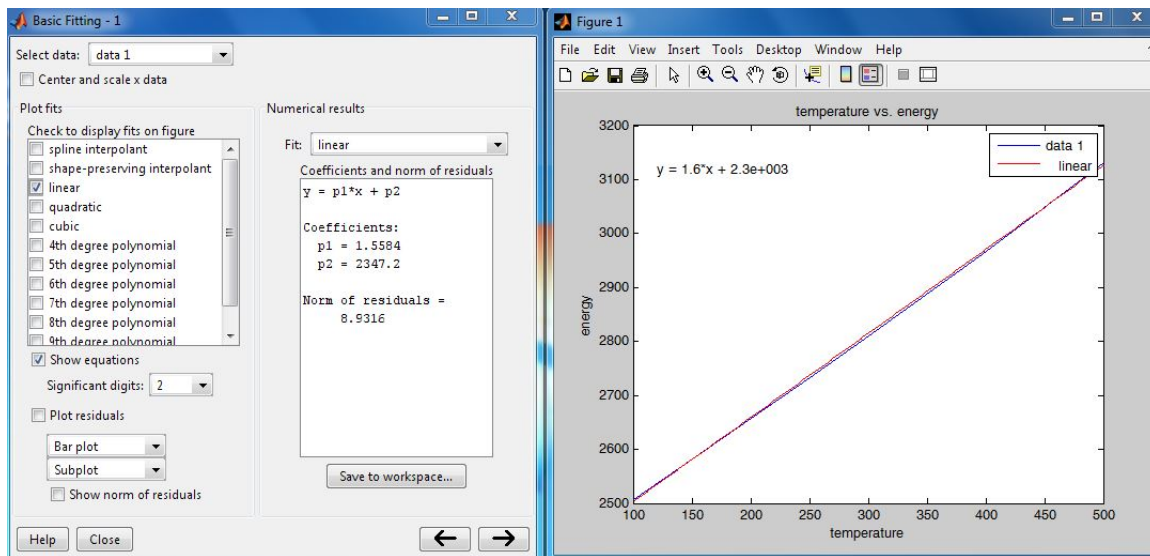 Basic Fitting - 1
Select data: data 1
Center and scale x data
Plot fits
Check to display fits on figure
spline interpolant
shape-preserving interpolant
linear
quadratic
cubic
4th degree polynomial
5th degree polynomial
6th degree polynomial
7th degree polynomial
8th degree polynomial
9th degree polynomial
Show equations
Significant digits: 2
Plot residuals
Bar plot
Subplot
Show norm of residuals
Numerical results
Fit: linear
Coefficients and norm of residuals
y = p1*x + p2
Coefficients:
p1 = 1.5584
p2 = 2347.2
Norm of residuals =
8.9316
Save to workspace...
Help Close
Figure 1
File Edit View Insert Tools Desktop Window Help
temperature vs. energy
y = 1.6*x + 2.3e+003
data 1
linear
3200
3100
3000
2900
2800
2700
2600
2500
energy
100 150 200 250 300 350 400 450 500
temperature